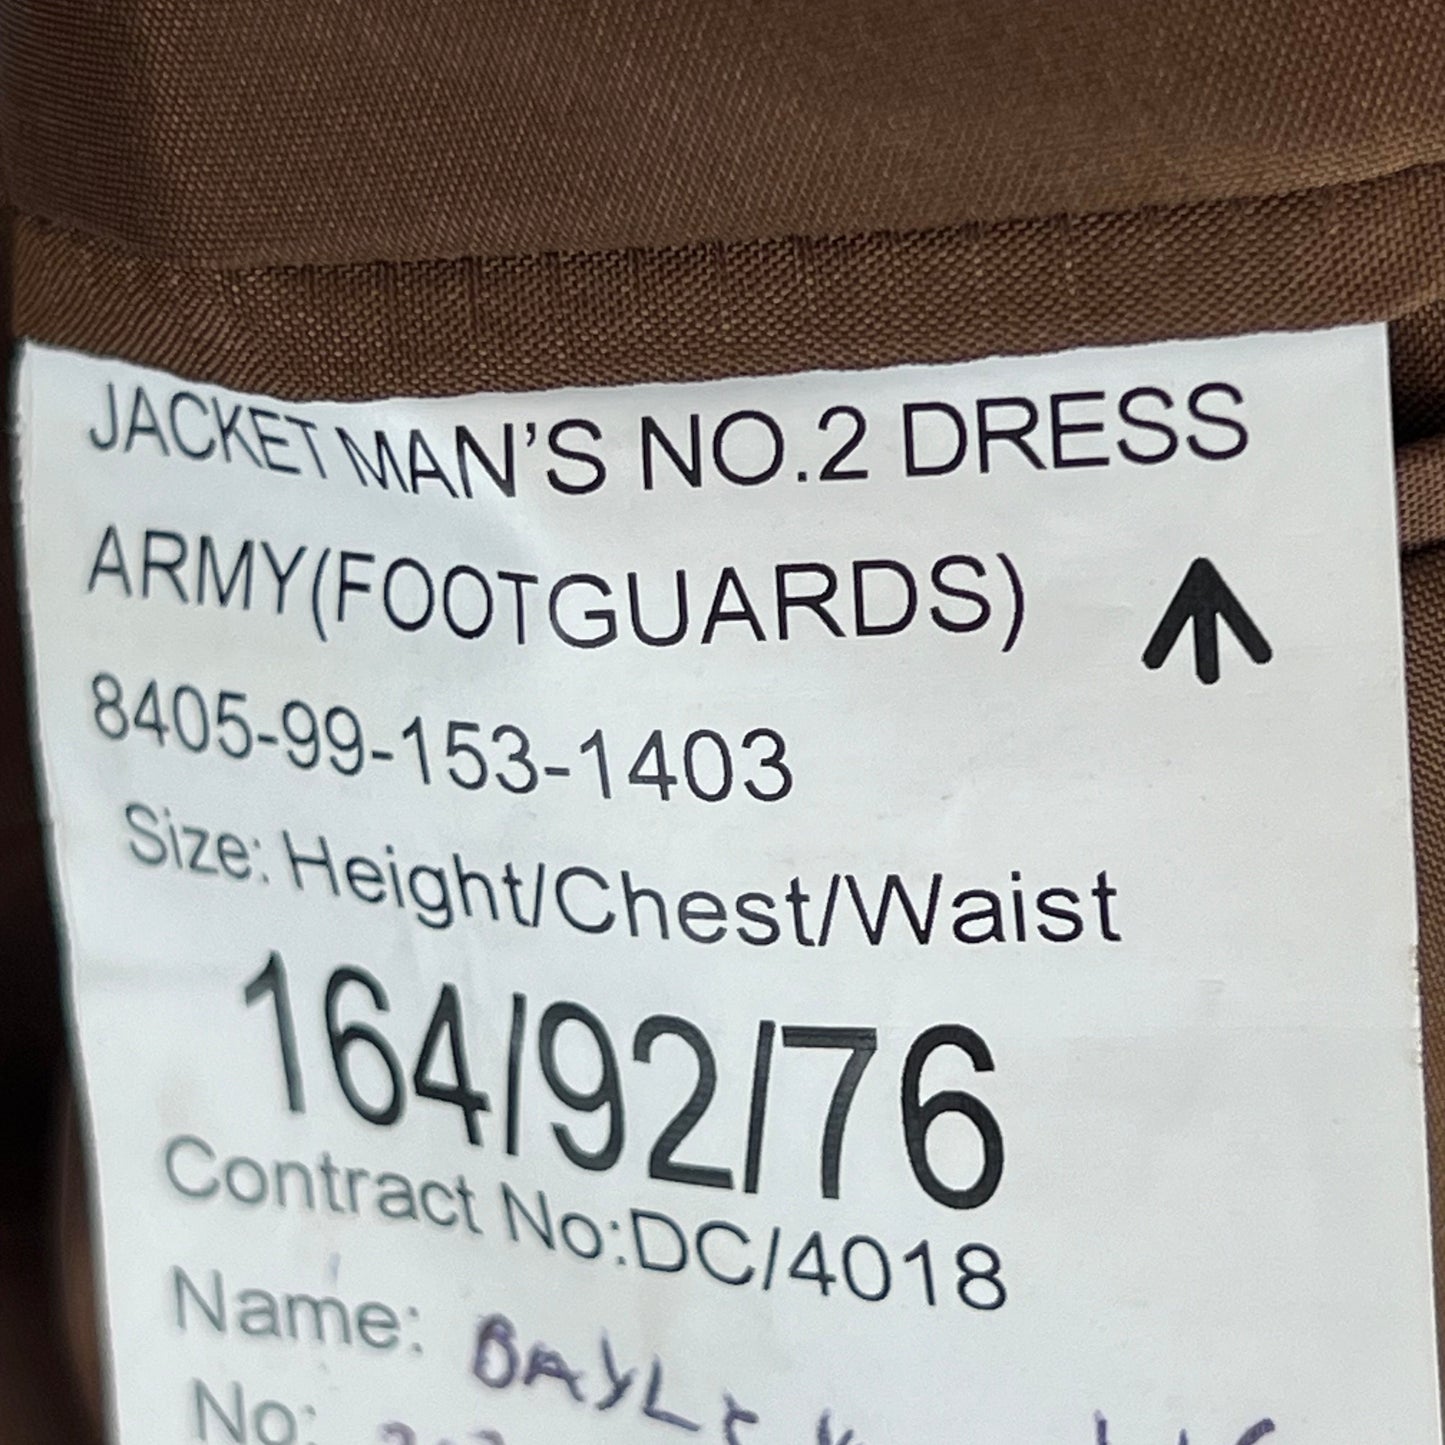 JACKET MAN'S NO.2 DRESS
ARMY(FOOTGUARDS)
8405-99-153-1403
Size: Height/Chest/Waist
164/92/76
Contract No:DC/4018
Name:
No: